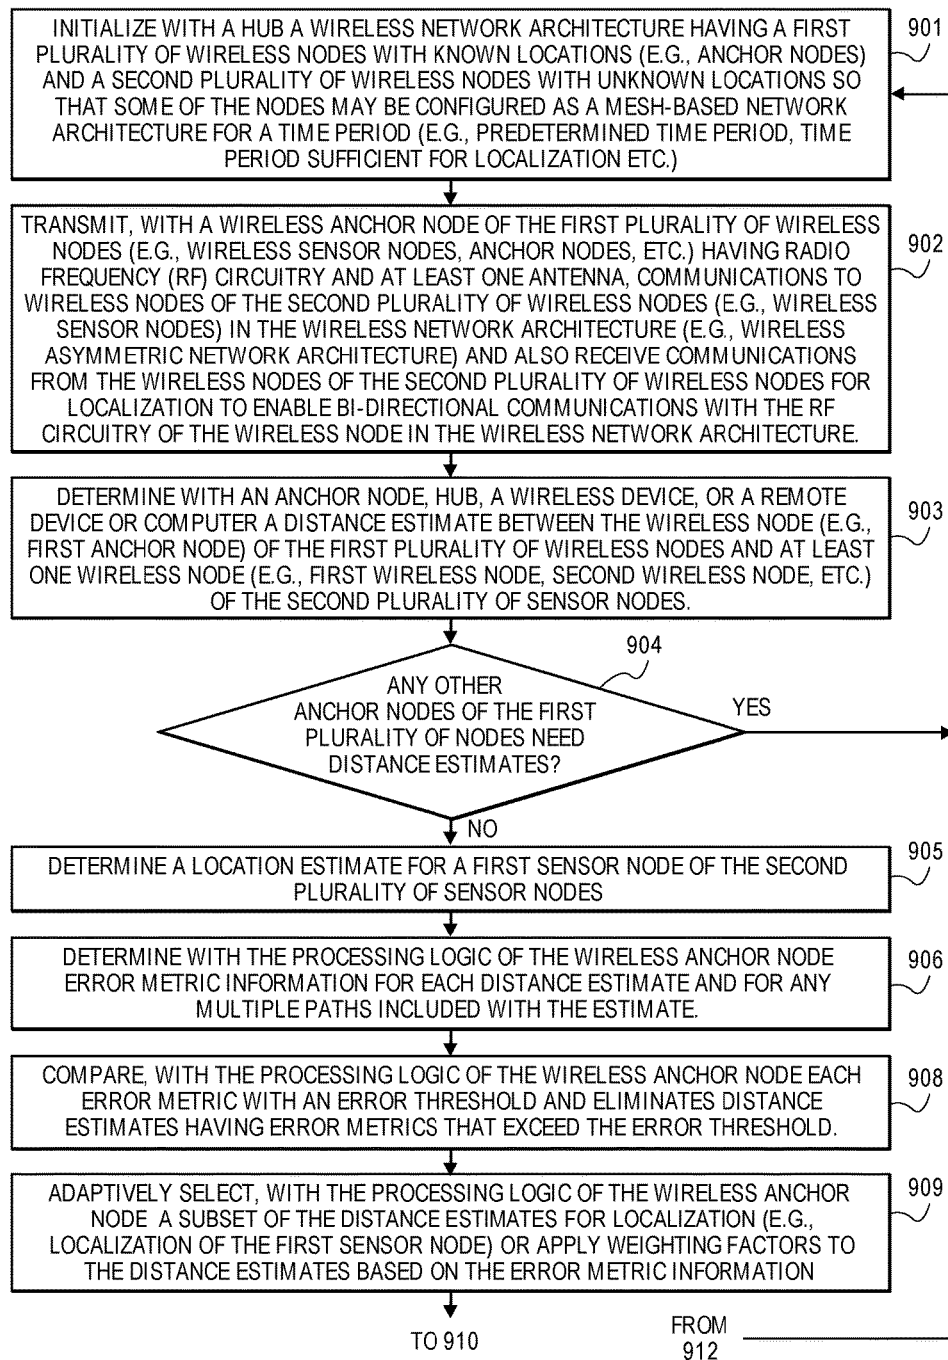 INITIALIZE WITH A HUB A WIRELESS NETWORK ARCHITECTURE HAVING A FIRST
PLURALITY OF WIRELESS NODES WITH KNOWN LOCATIONS (E.G., ANCHOR NODES)
AND A SECOND PLURALITY OF WIRELESS NODES WITH UNKNOWN LOCATIONS SO
THAT SOME OF THE NODES MAY BE CONFIGURED AS A MESH-BASED NETWORK
ARCHITECTURE FOR A TIME PERIOD (E.G., PREDETERMINED TIME PERIOD, TIME
PERIOD SUFFICIENT FOR LOCALIZATION ETC.)
901
TRANSMIT, WITH A WIRELESS ANCHOR NODE OF THE FIRST PLURALITY OF WIRELESS
NODES (E.G., WIRELESS SENSOR NODES, ANCHOR NODES, ETC.) HAVING RADIO
FREQUENCY (RF) CIRCUITRY AND AT LEAST ONE ANTENNA, COMMUNICATIONS TO
WIRELESS NODES OF THE SECOND PLURALITY OF WIRELESS NODES (E.G., WIRELESS
SENSOR NODES) IN THE WIRELESS NETWORK ARCHITECTURE (E.G., WIRELESS
ASYMMETRIC NETWORK ARCHITECTURE) AND ALSO RECEIVE COMMUNICATIONS
FROM THE WIRELESS NODES OF THE SECOND PLURALITY OF WIRELESS NODES FOR
LOCALIZATION TO ENABLE BI-DIRECTIONAL COMMUNICATIONS WITH THE RF
CIRCUITRY OF THE WIRELESS NODE IN THE WIRELESS NETWORK ARCHITECTURE.
902
DETERMINE WITH AN ANCHOR NODE, HUB, A WIRELESS DEVICE, OR A REMOTE
DEVICE OR COMPUTER A DISTANCE ESTIMATE BETWEEN THE WIRELESS NODE (E.G.,
FIRST ANCHOR NODE) OF THE FIRST PLURALITY OF WIRELESS NODES AND AT LEAST
ONE WIRELESS NODE (E.G., FIRST WIRELESS NODE, SECOND WIRELESS NODE, ETC.)
OF THE SECOND PLURALITY OF SENSOR NODES.
903
ANY OTHER
ANCHOR NODES OF THE FIRST
PLURALITY OF NODES NEED
DISTANCE ESTIMATES?
904
YES
NO
DETERMINE A LOCATION ESTIMATE FOR A FIRST SENSOR NODE OF THE SECOND
PLURALITY OF SENSOR NODES
905
DETERMINE WITH THE PROCESSING LOGIC OF THE WIRELESS ANCHOR NODE
ERROR METRIC INFORMATION FOR EACH DISTANCE ESTIMATE AND FOR ANY
MULTIPLE PATHS INCLUDED WITH THE ESTIMATE.
906
COMPARE, WITH THE PROCESSING LOGIC OF THE WIRELESS ANCHOR NODE EACH
ERROR METRIC WITH AN ERROR THRESHOLD AND ELIMINATES DISTANCE
ESTIMATES HAVING ERROR METRICS THAT EXCEED THE ERROR THRESHOLD.
908
ADAPTIVELY SELECT, WITH THE PROCESSING LOGIC OF THE WIRELESS ANCHOR
NODE A SUBSET OF THE DISTANCE ESTIMATES FOR LOCALIZATION (E.G.,
LOCALIZATION OF THE FIRST SENSOR NODE) OR APPLY WEIGHTING FACTORS TO
THE DISTANCE ESTIMATES BASED ON THE ERROR METRIC INFORMATION
909
TO 910
FROM
912